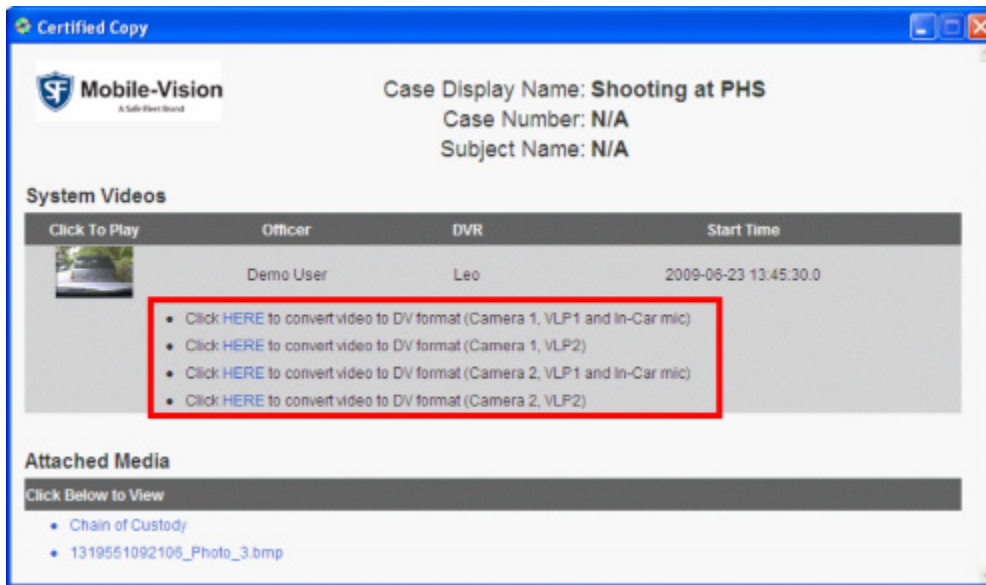 Certified Copy
SF Mobile-Vision
A Safe Fleet Brand
Case Display Name: Shooting at PHS
Case Number: N/A
Subject Name: N/A
System Videos
Click To Play Officer DVR Start Time
Demo User Leo 2009-06-23 13:45:30.0
• Click HERE to convert video to DV format (Camera 1, VLP1 and In-Car mic)
• Click HERE to convert video to DV format (Camera 1, VLP2)
• Click HERE to convert video to DV format (Camera 2, VLP1 and In-Car mic)
• Click HERE to convert video to DV format (Camera 2, VLP2)
Attached Media
Click Below to View
• Chain of Custody
• 1319551092106_Photo_3.bmp